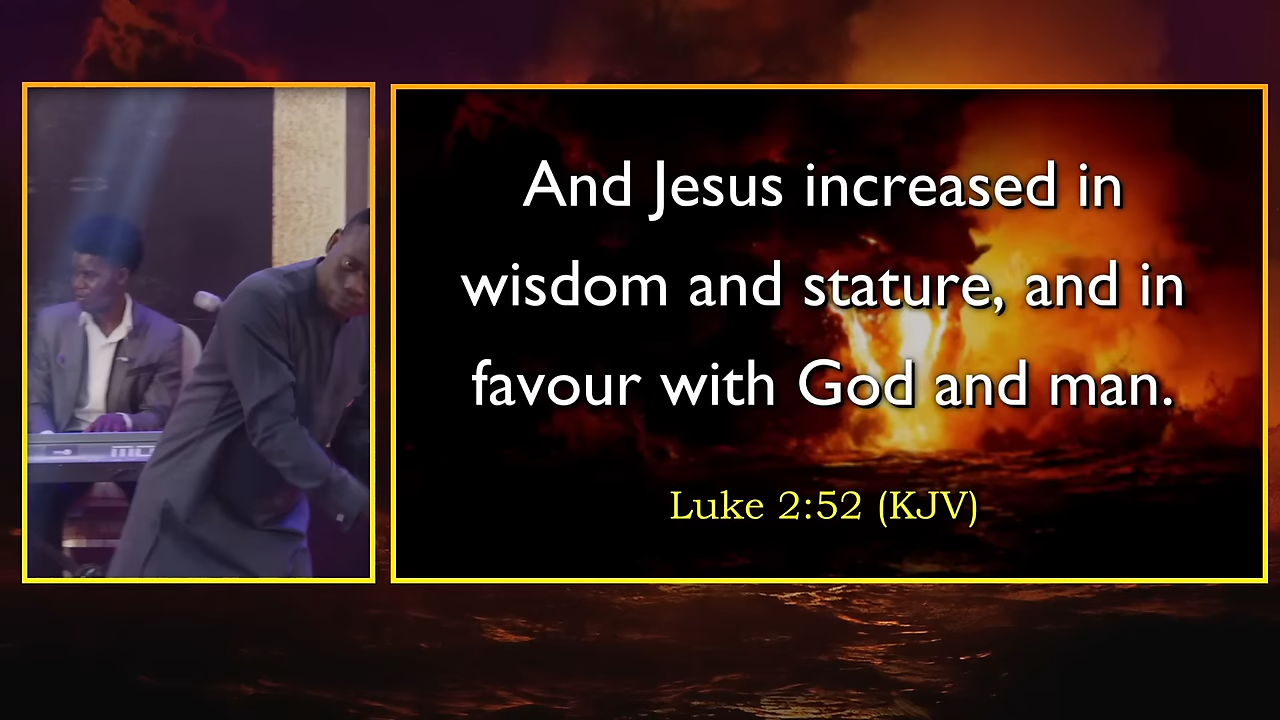 And Jesus increased in
wisdom and stature, and in
favour with God and man.
Luke 2:52 (KJV)